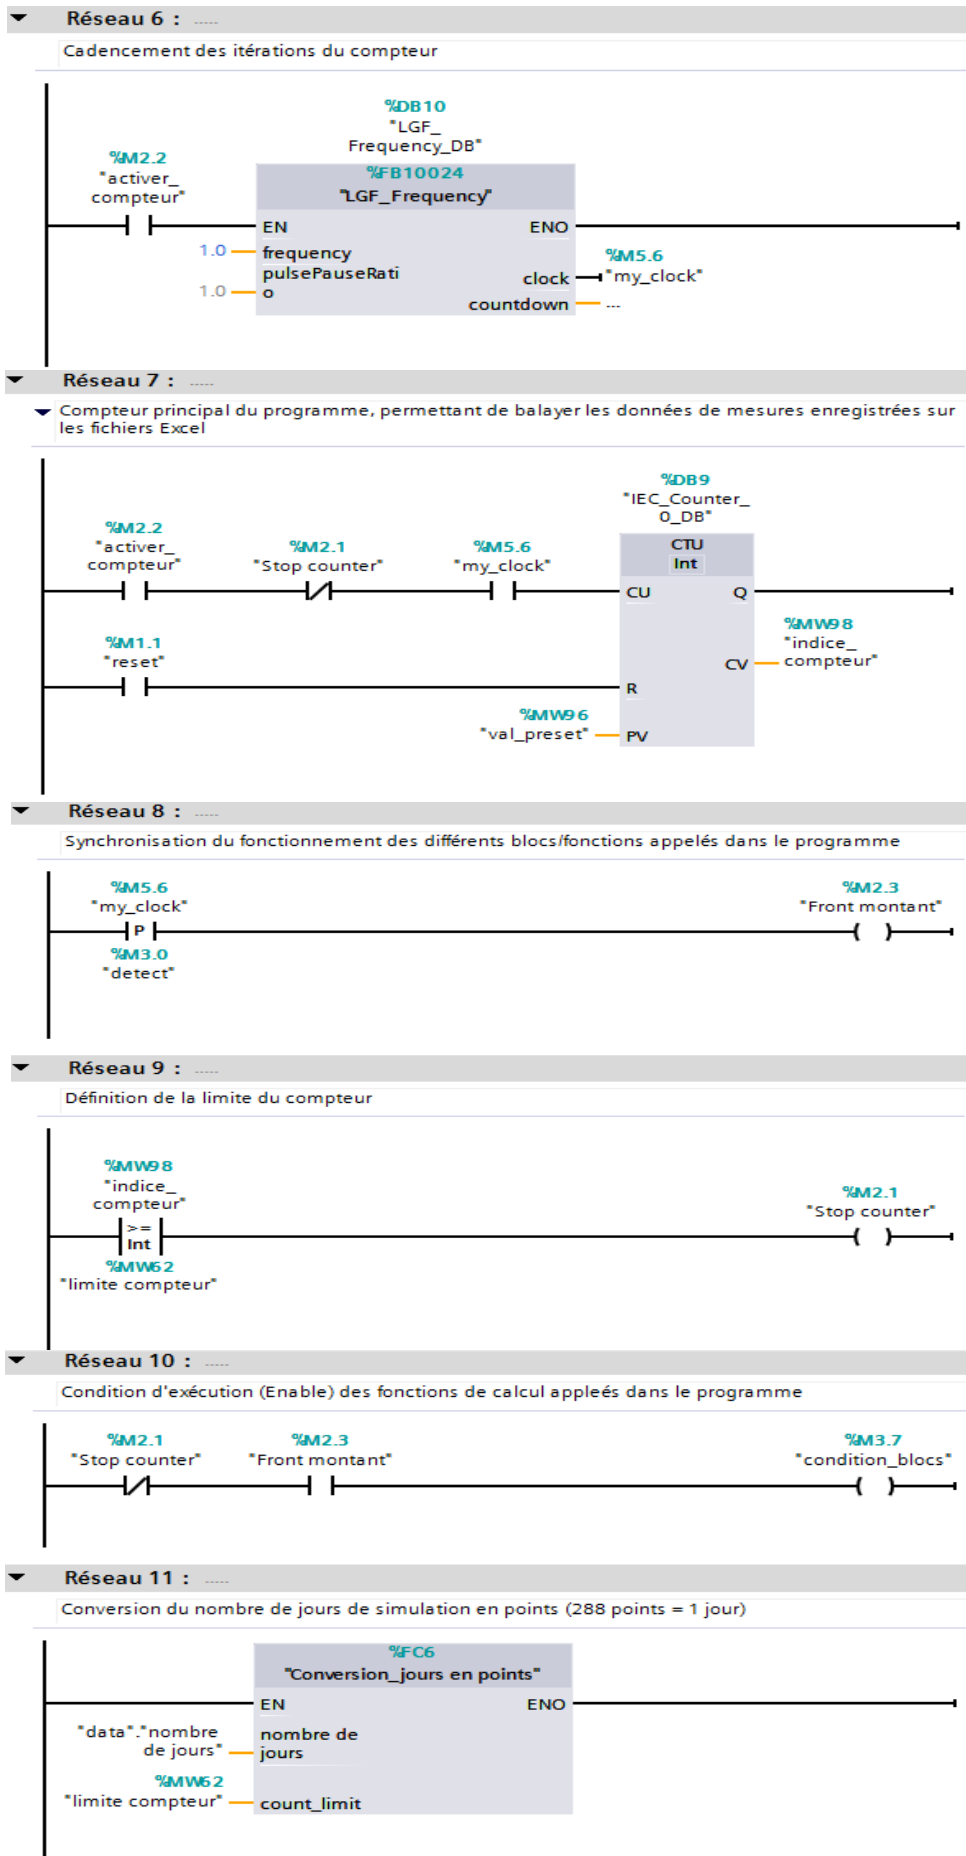 Réseau 6 : .....
Cadencement des itérations du compteur
%DB10
"LGF_
Frequency_DB"
%M2.2
"activer_
compteur"
%FB10024
"LGF_Frequency"
EN
ENO
1.0
frequency
%M5.6
pulsePauseRati
clock
"my_clock"
1.0
o
countdown
...
Réseau 7 : .....
Compteur principal du programme, permettant de balayer les données de mesures enregistrées sur
les fichiers Excel
%DB9
"IEC_Counter_
0_DB"
%M2.2
"activer_
compteur"
%M2.1
"Stop counter"
%M5.6
"my_clock"
CTU
Int
CU
Q
%M1.1
"reset"
%MW98
"indice_
compteur"
CV
R
%MW96
"val_preset"
PV
Réseau 8 : .....
Synchronisation du fonctionnement des différents blocs/fonctions appelés dans le programme
%M5.6
"my_clock"
%M2.3
"Front montant"
P
%M3.0
"detect"
Réseau 9 : .....
Définition de la limite du compteur
%MW98
"indice_
compteur"
%M2.1
"Stop counter"
>=
Int
%MW62
"limite compteur"
Réseau 10 : .....
Condition d'exécution (Enable) des fonctions de calcul appleés dans le programme
%M2.1
"Stop counter"
%M2.3
"Front montant"
%M3.7
"condition_blocs"
Réseau 11 : .....
Conversion du nombre de jours de simulation en points (288 points = 1 jour)
%FC6
"Conversion_jours en points"
EN
ENO
"data"."nombre
de jours"
nombre de
jours
%MW62
"limite compteur"
count_limit